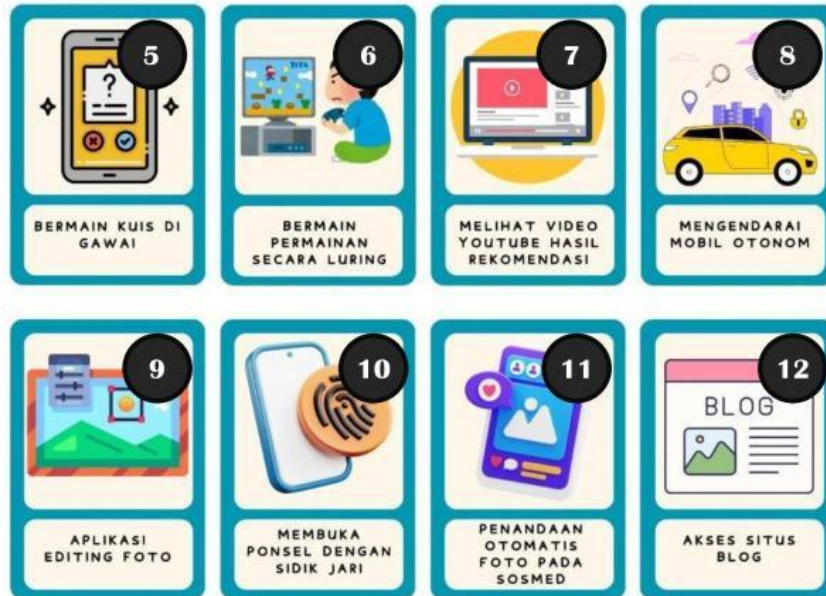 5
6
7
8
BERMAIN KUIS DI
GAWAI
BERMAIN
PERMAINAN
SECARA LURING
MELIHAT VIDEO
YOUTUBE HASIL
REKOMENDASI
MENGENDARAI
MOBIL OTONOM
9
10
11
12
BLOG
APLIKASI
EDITING FOTO
MEMBUKA
PONSEL DENGAN
SIDIK JARI
PENANDAAN
OTOMATIS
FOTO PADA
SOSMED
AKSES SITUS
BLOG